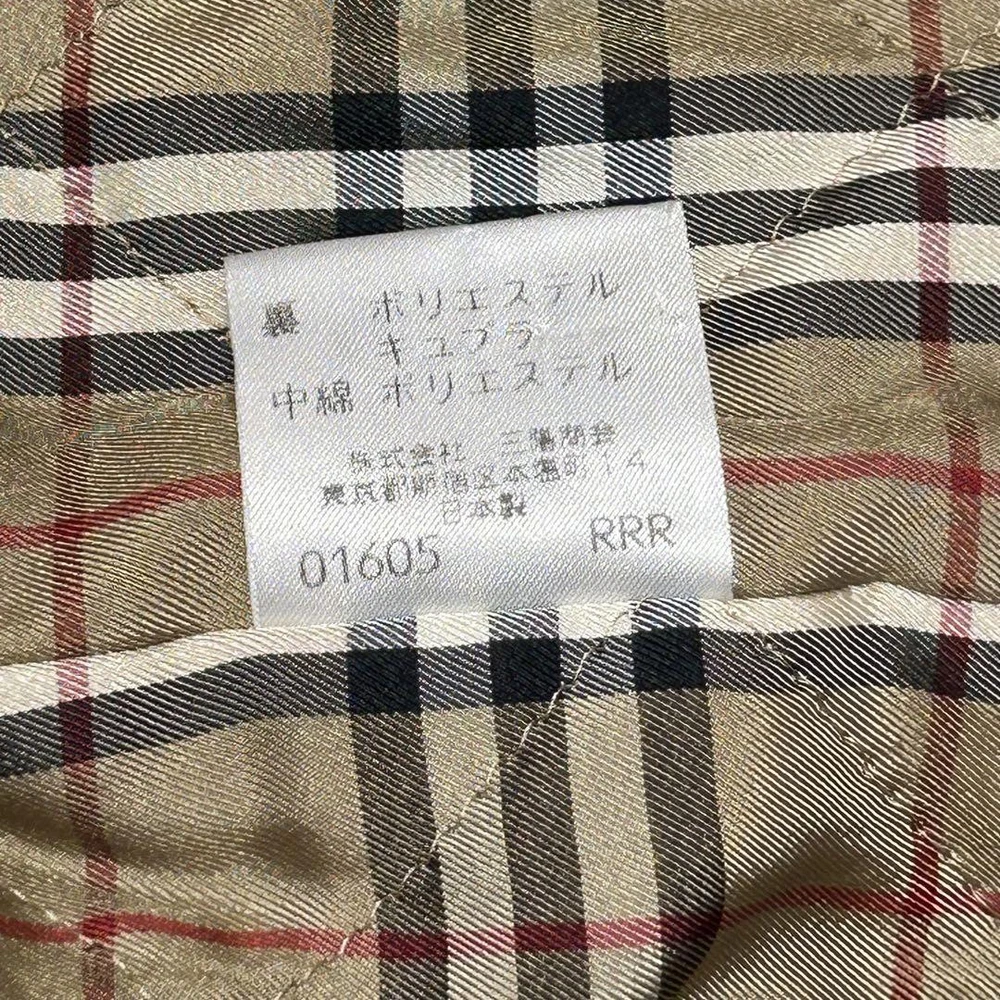 裏 ポリエステル
キュプラ
中綿 ポリエステル
株式会社 三陽商会
東京都新宿区本塩町14
日本製
01605 RRR